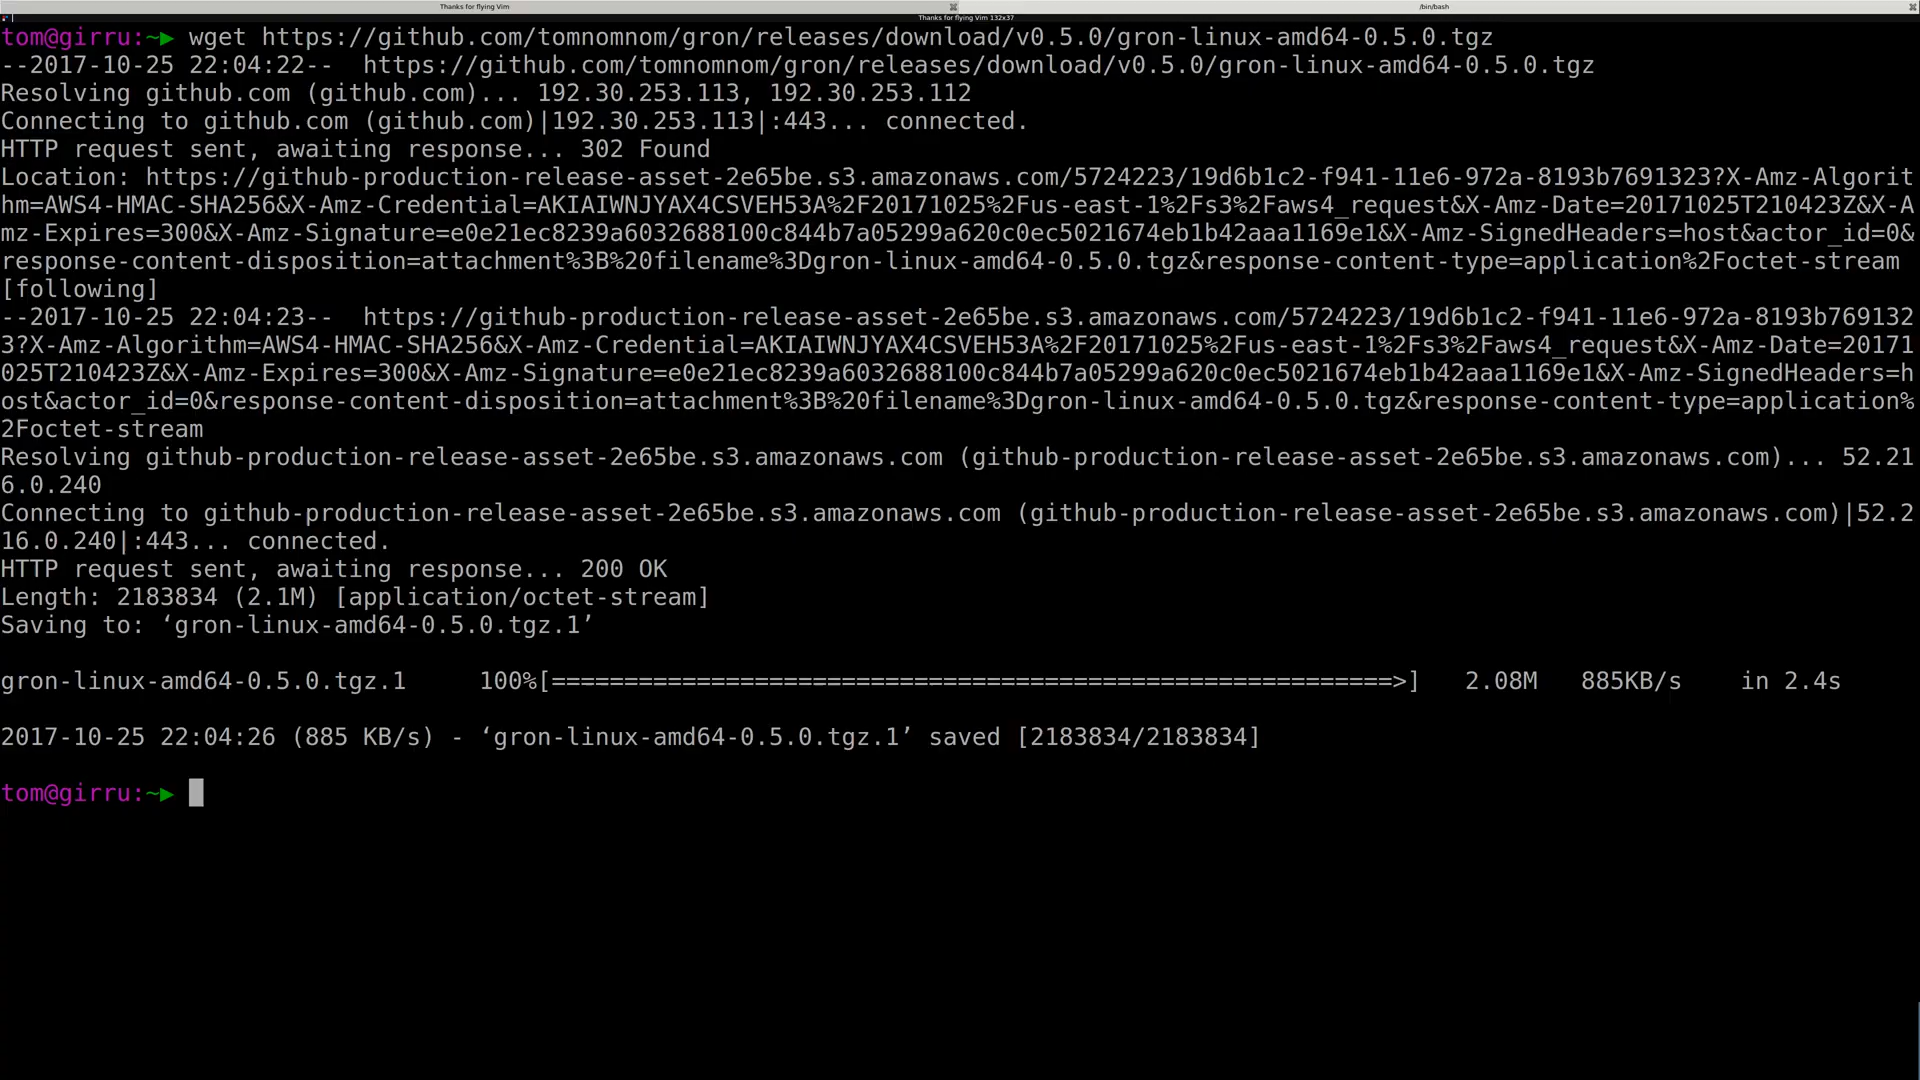 Thanks for flying Vim
/bin/bash
Thanks for flying Vim 132x37
tom@girru:~▶ wget https://github.com/tomnomnom/gron/releases/download/v0.5.0/gron-linux-amd64-0.5.0.tgz
--2017-10-25 22:04:22--  https://github.com/tomnomnom/gron/releases/download/v0.5.0/gron-linux-amd64-0.5.0.tgz
Resolving github.com (github.com)... 192.30.253.113, 192.30.253.112
Connecting to github.com (github.com)|192.30.253.113|:443... connected.
HTTP request sent, awaiting response... 302 Found
Location: https://github-production-release-asset-2e65be.s3.amazonaws.com/5724223/19d6b1c2-f941-11e6-972a-8193b7691323?X-Amz-Algorit
hm=AWS4-HMAC-SHA256&X-Amz-Credential=AKIAIWNJYAX4CSVEH53A%2F20171025%2Fus-east-1%2Fs3%2Faws4_request&X-Amz-Date=20171025T210423Z&X-A
mz-Expires=300&X-Amz-Signature=e0e21ec8239a6032688100c844b7a05299a620c0ec5021674eb1b42aaa1169e1&X-Amz-SignedHeaders=host&actor_id=0&
response-content-disposition=attachment%3B%20filename%3Dgron-linux-amd64-0.5.0.tgz&response-content-type=application%2Foctet-stream
[following]
--2017-10-25 22:04:23--  https://github-production-release-asset-2e65be.s3.amazonaws.com/5724223/19d6b1c2-f941-11e6-972a-8193b769132
3?X-Amz-Algorithm=AWS4-HMAC-SHA256&X-Amz-Credential=AKIAIWNJYAX4CSVEH53A%2F20171025%2Fus-east-1%2Fs3%2Faws4_request&X-Amz-Date=20171
025T210423Z&X-Amz-Expires=300&X-Amz-Signature=e0e21ec8239a6032688100c844b7a05299a620c0ec5021674eb1b42aaa1169e1&X-Amz-SignedHeaders=h
ost&actor_id=0&response-content-disposition=attachment%3B%20filename%3Dgron-linux-amd64-0.5.0.tgz&response-content-type=application%
2Foctet-stream
Resolving github-production-release-asset-2e65be.s3.amazonaws.com (github-production-release-asset-2e65be.s3.amazonaws.com)... 52.21
6.0.240
Connecting to github-production-release-asset-2e65be.s3.amazonaws.com (github-production-release-asset-2e65be.s3.amazonaws.com)|52.2
16.0.240|:443... connected.
HTTP request sent, awaiting response... 200 OK
Length: 2183834 (2.1M) [application/octet-stream]
Saving to: ‘gron-linux-amd64-0.5.0.tgz.1’
gron-linux-amd64-0.5.0.tgz.1     100%[==========================================================>]   2.08M   885KB/s    in 2.4s
2017-10-25 22:04:26 (885 KB/s) - ‘gron-linux-amd64-0.5.0.tgz.1’ saved [2183834/2183834]
tom@girru:~▶